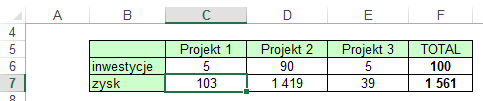 A B C D E F
4
5 Projekt 1 Projekt 2 Projekt 3 TOTAL
6 inwestycje 5 90 5 100
7 zysk 103 1 419 39 1 561